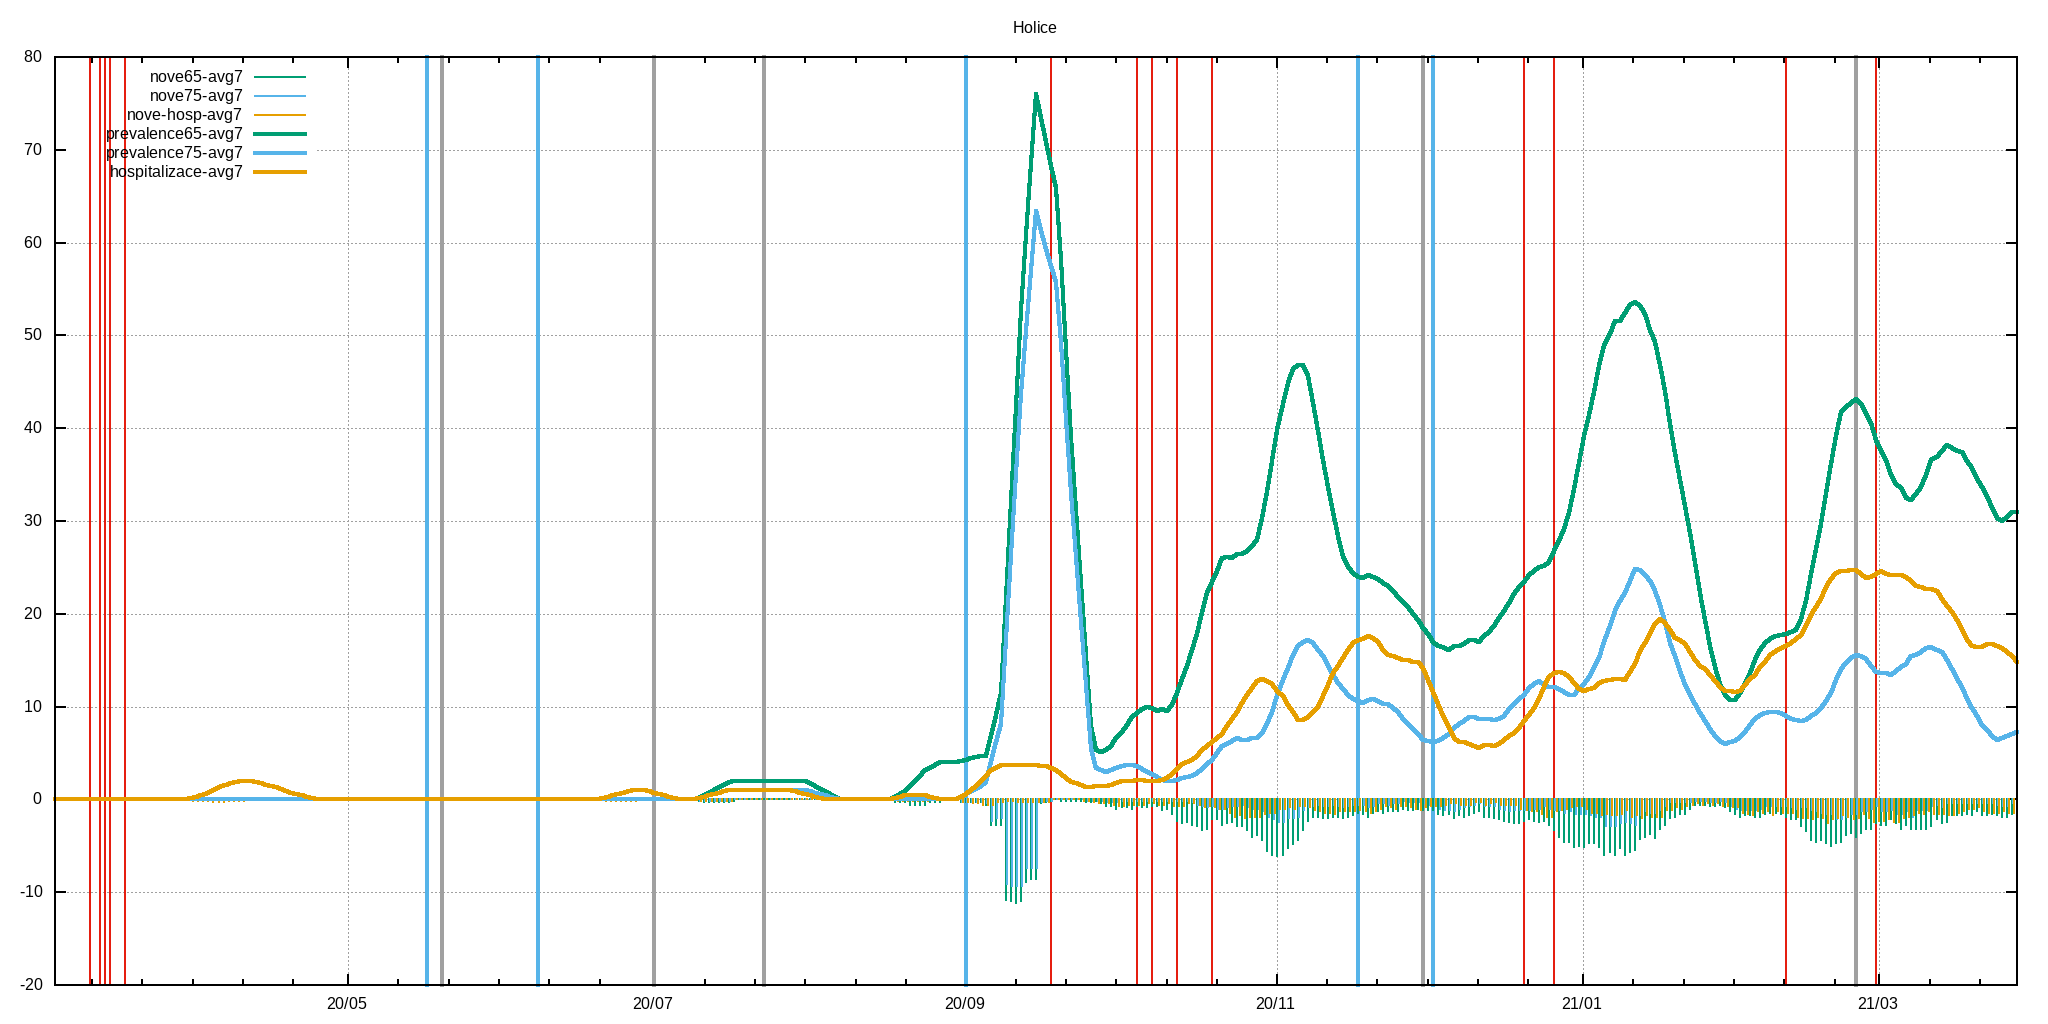 Holice
80
70
60
50
40
30
20
10
0
-10
-20
nove65-avg7
nove75-avg7
nove-hosp-avg7
prevalence65-avg7
prevalence75-avg7
hospitalizace-avg7
20/05 20/07 20/09 20/11 21/01 21/03